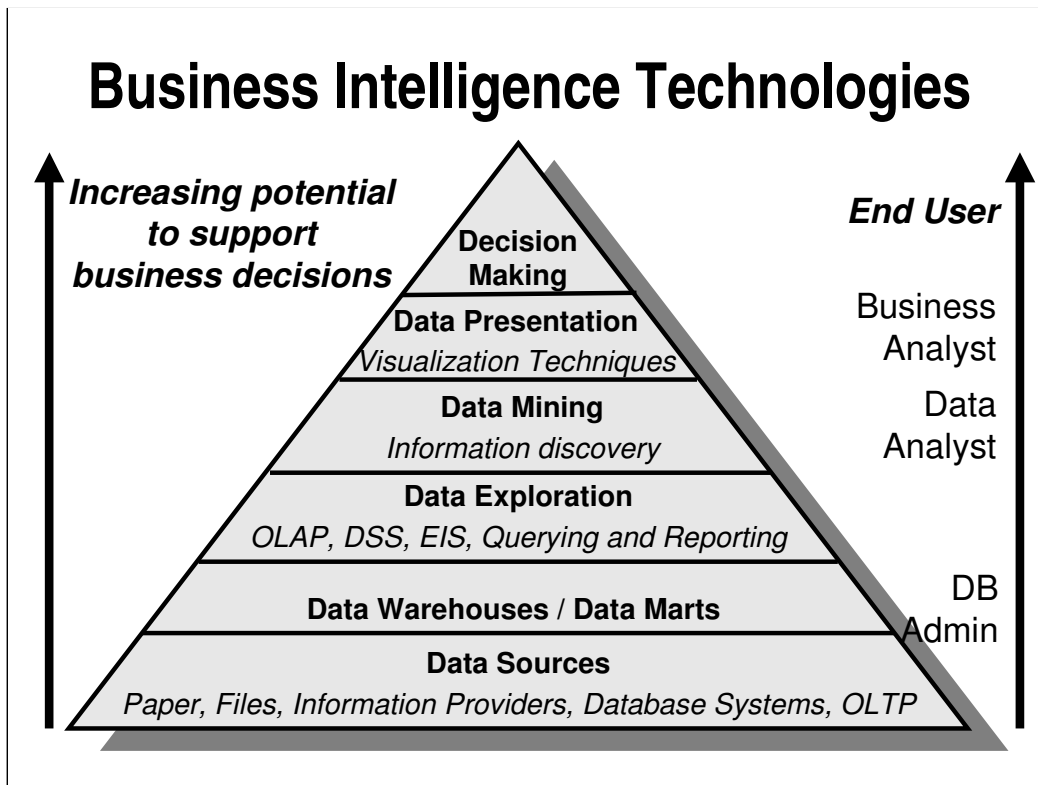 Business Intelligence Technologies
Increasing potential
to support
business decisions
End User
Decision
Making
Business
Analyst
Data Presentation
Visualization Techniques
Data Mining
Information discovery
Data
Analyst
Data Exploration
OLAP, DSS, EIS, Querying and Reporting
Data Warehouses / Data Marts
DB
Admin
Data Sources
Paper, Files, Information Providers, Database Systems, OLTP